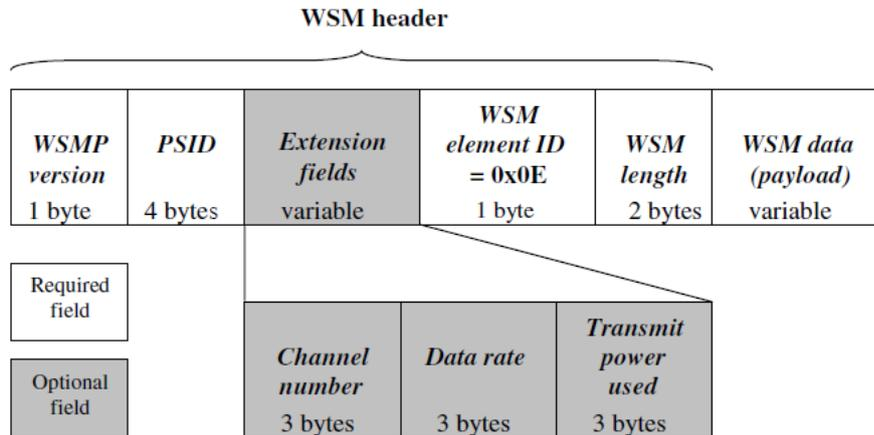 WSM header
WSMP
version
1 byte
PSID
4 bytes
Extension
fields
variable
WSM
element ID
= 0x0E
1 byte
WSM
length
2 bytes
WSM data
(payload)
variable
Required
field
Optional
field
Channel
number
3 bytes
Data rate
3 bytes
Transmit
power
used
3 bytes